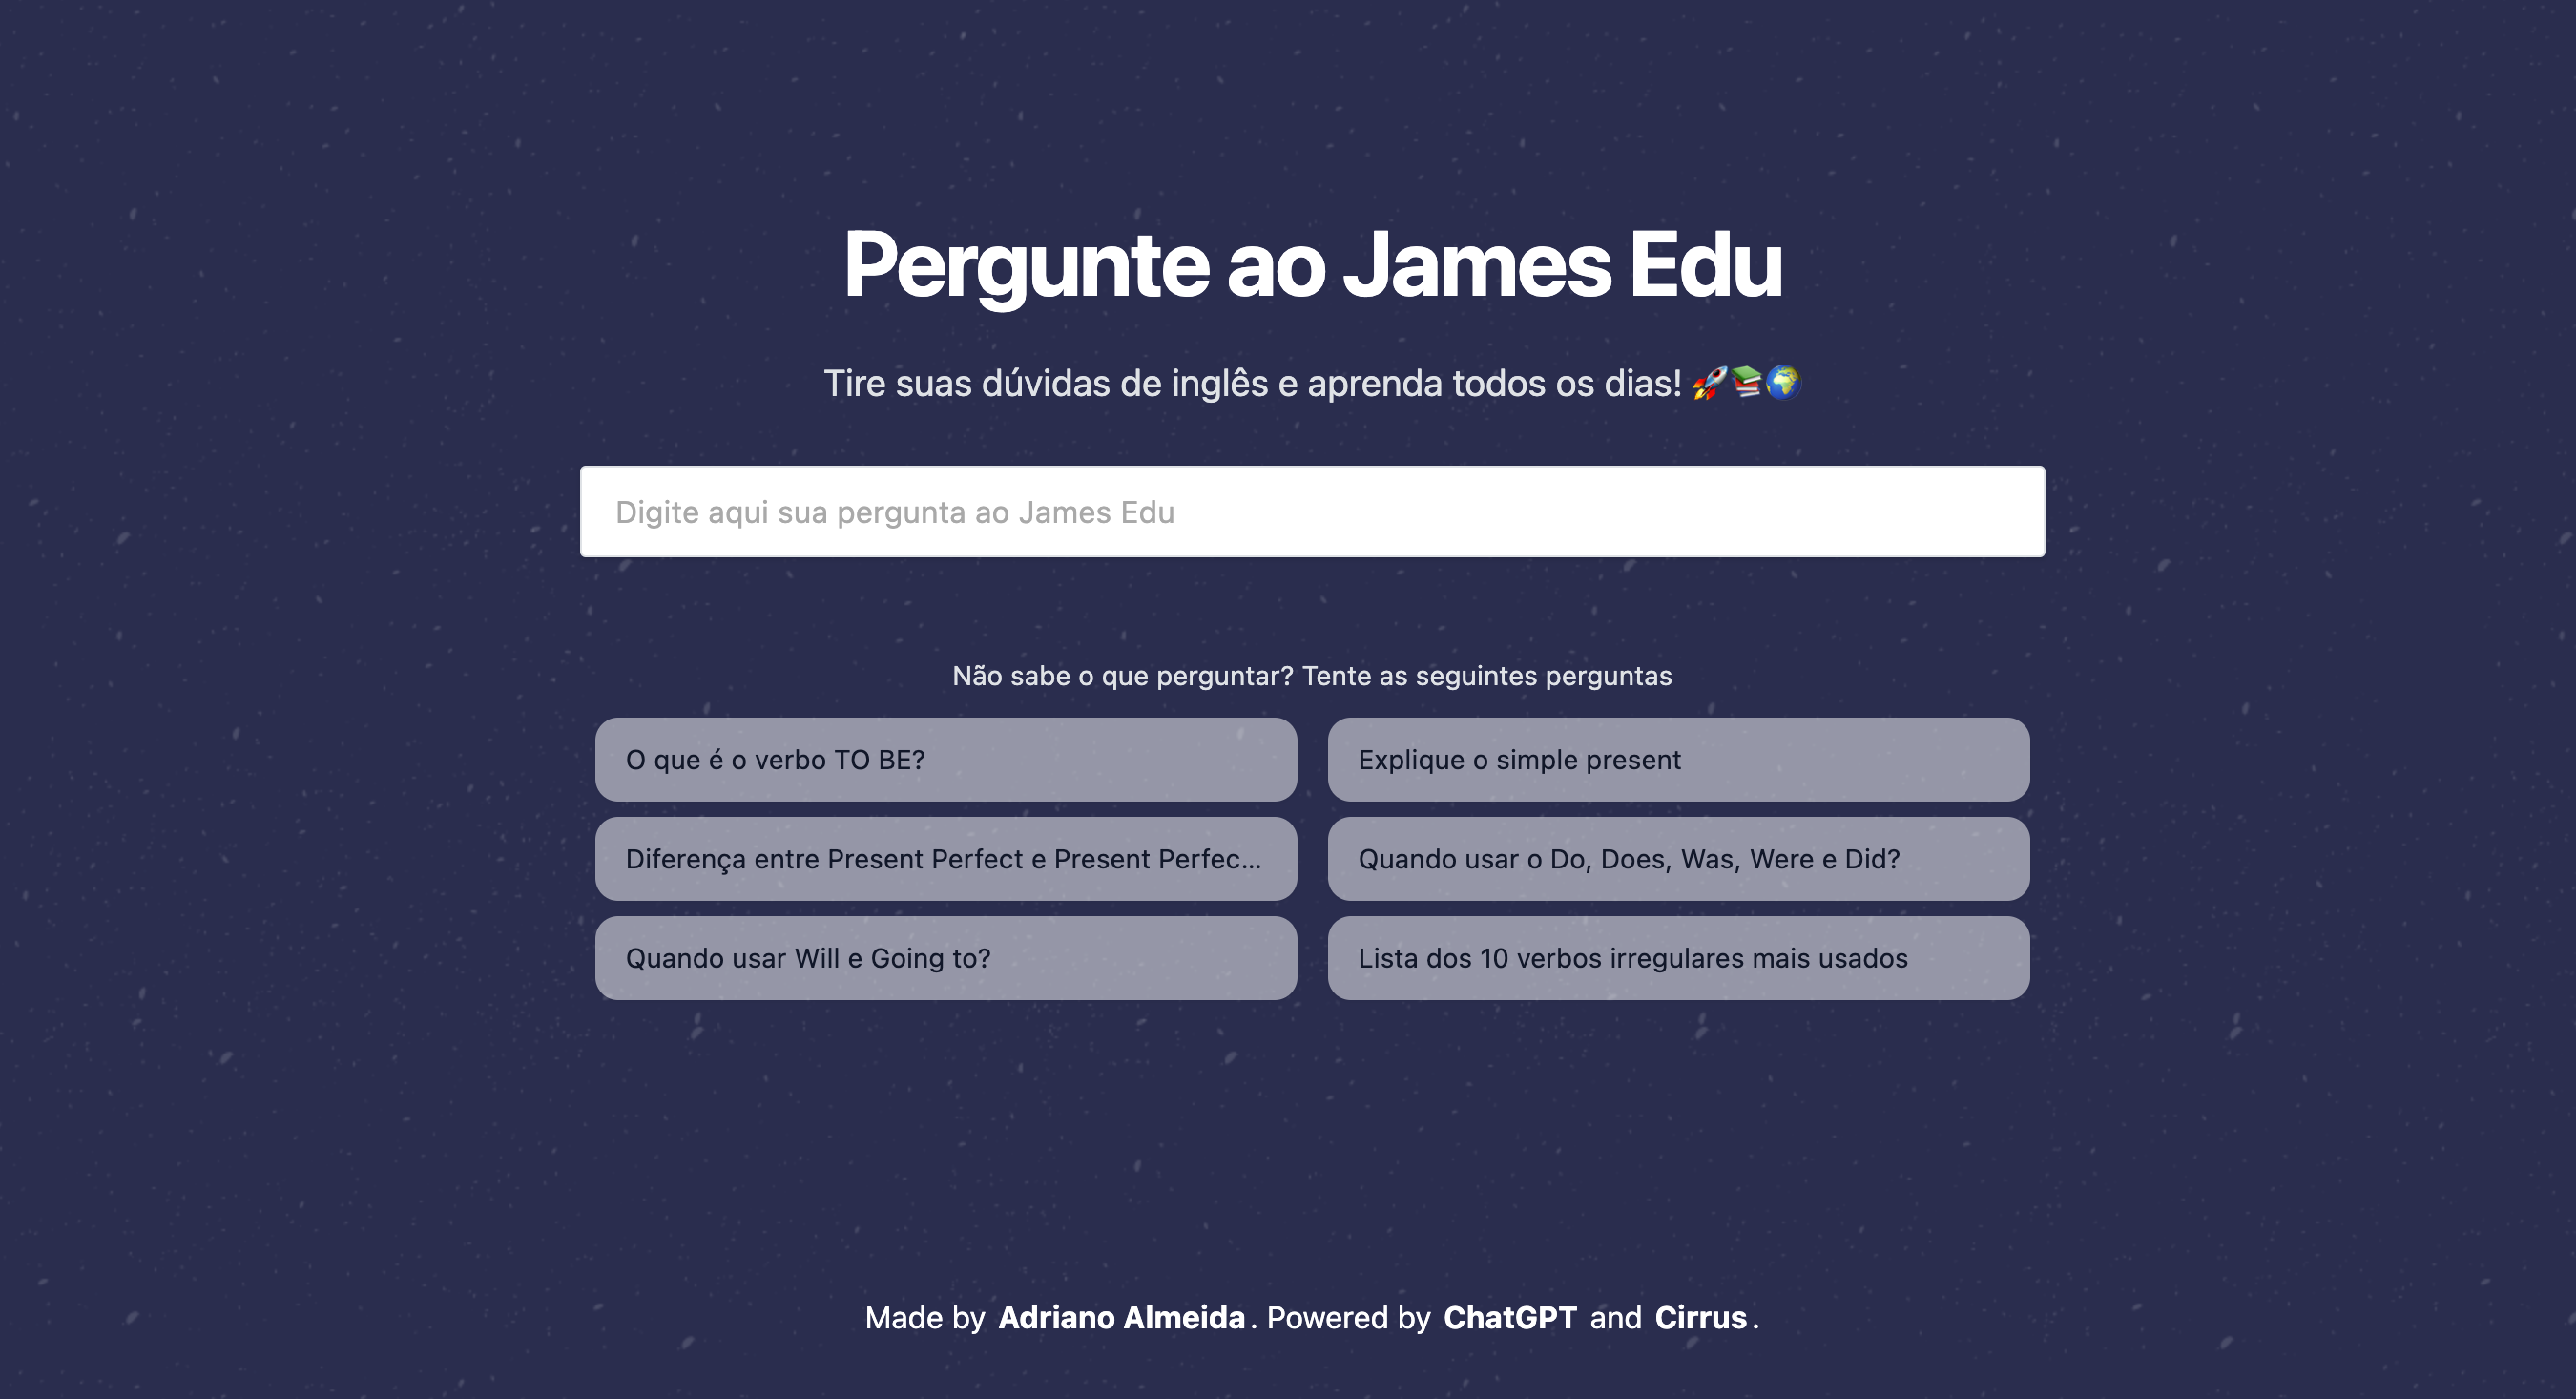 Pergunte ao James Edu
Tire suas dúvidas de inglês e aprenda todos os dias! 🚀📚🌍
Digite aqui sua pergunta ao James Edu
Não sabe o que perguntar? Tente as seguintes perguntas
O que é o verbo TO BE?
Explique o simple present
Diferença entre Present Perfect e Present Perfec...
Quando usar o Do, Does, Was, Were e Did?
Quando usar Will e Going to?
Lista dos 10 verbos irregulares mais usados
Made by Adriano Almeida. Powered by ChatGPT and Cirrus.